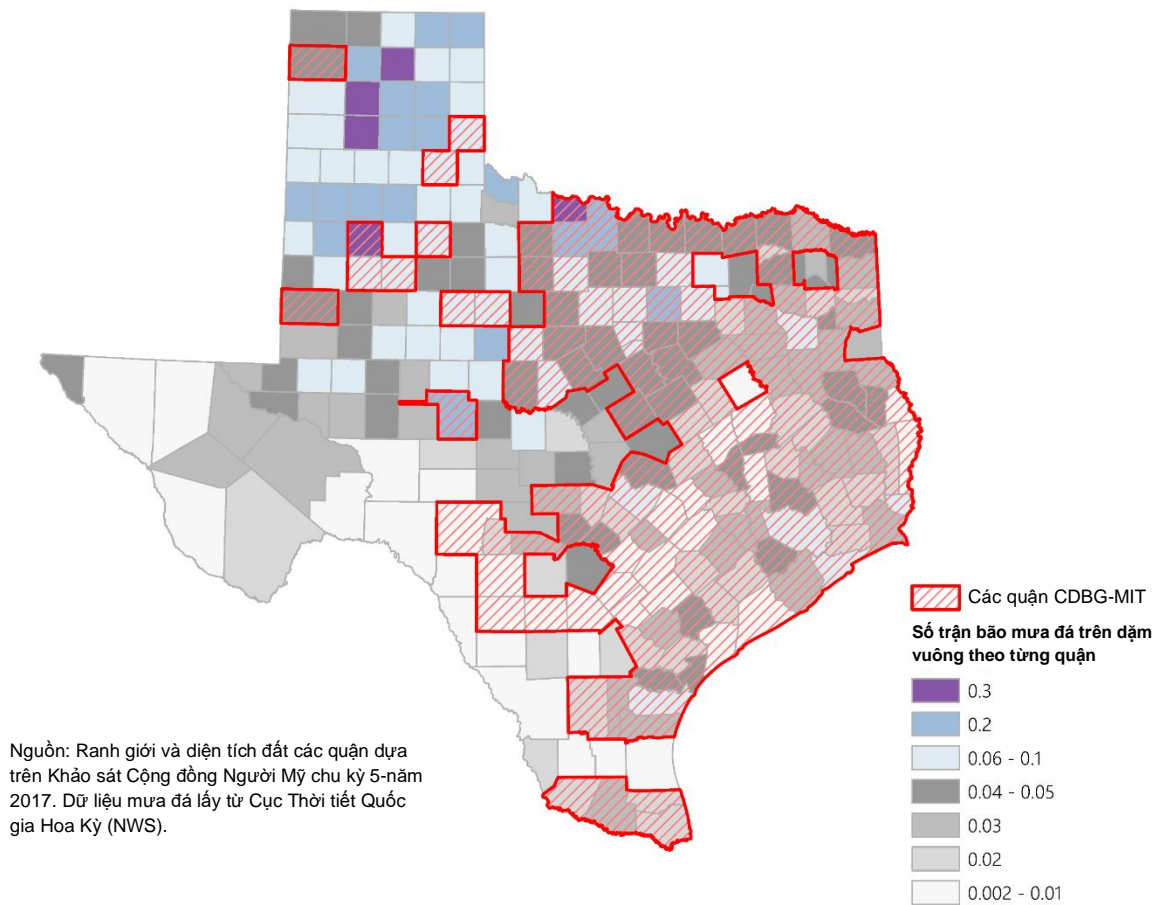 Các quận CDBG-MIT
Số trận bão mưa đá trên dặm
vuông theo từng quận
0.3
0.2
0.06 - 0.1
0.04 - 0.05
0.03
0.02
0.002 - 0.01
Nguồn: Ranh giới và diện tích đất các quận dựa
trên Khảo sát Cộng đồng Người Mỹ chu kỳ 5-năm
2017. Dữ liệu mưa đá lấy từ Cục Thời tiết Quốc
gia Hoa Kỳ (NWS).